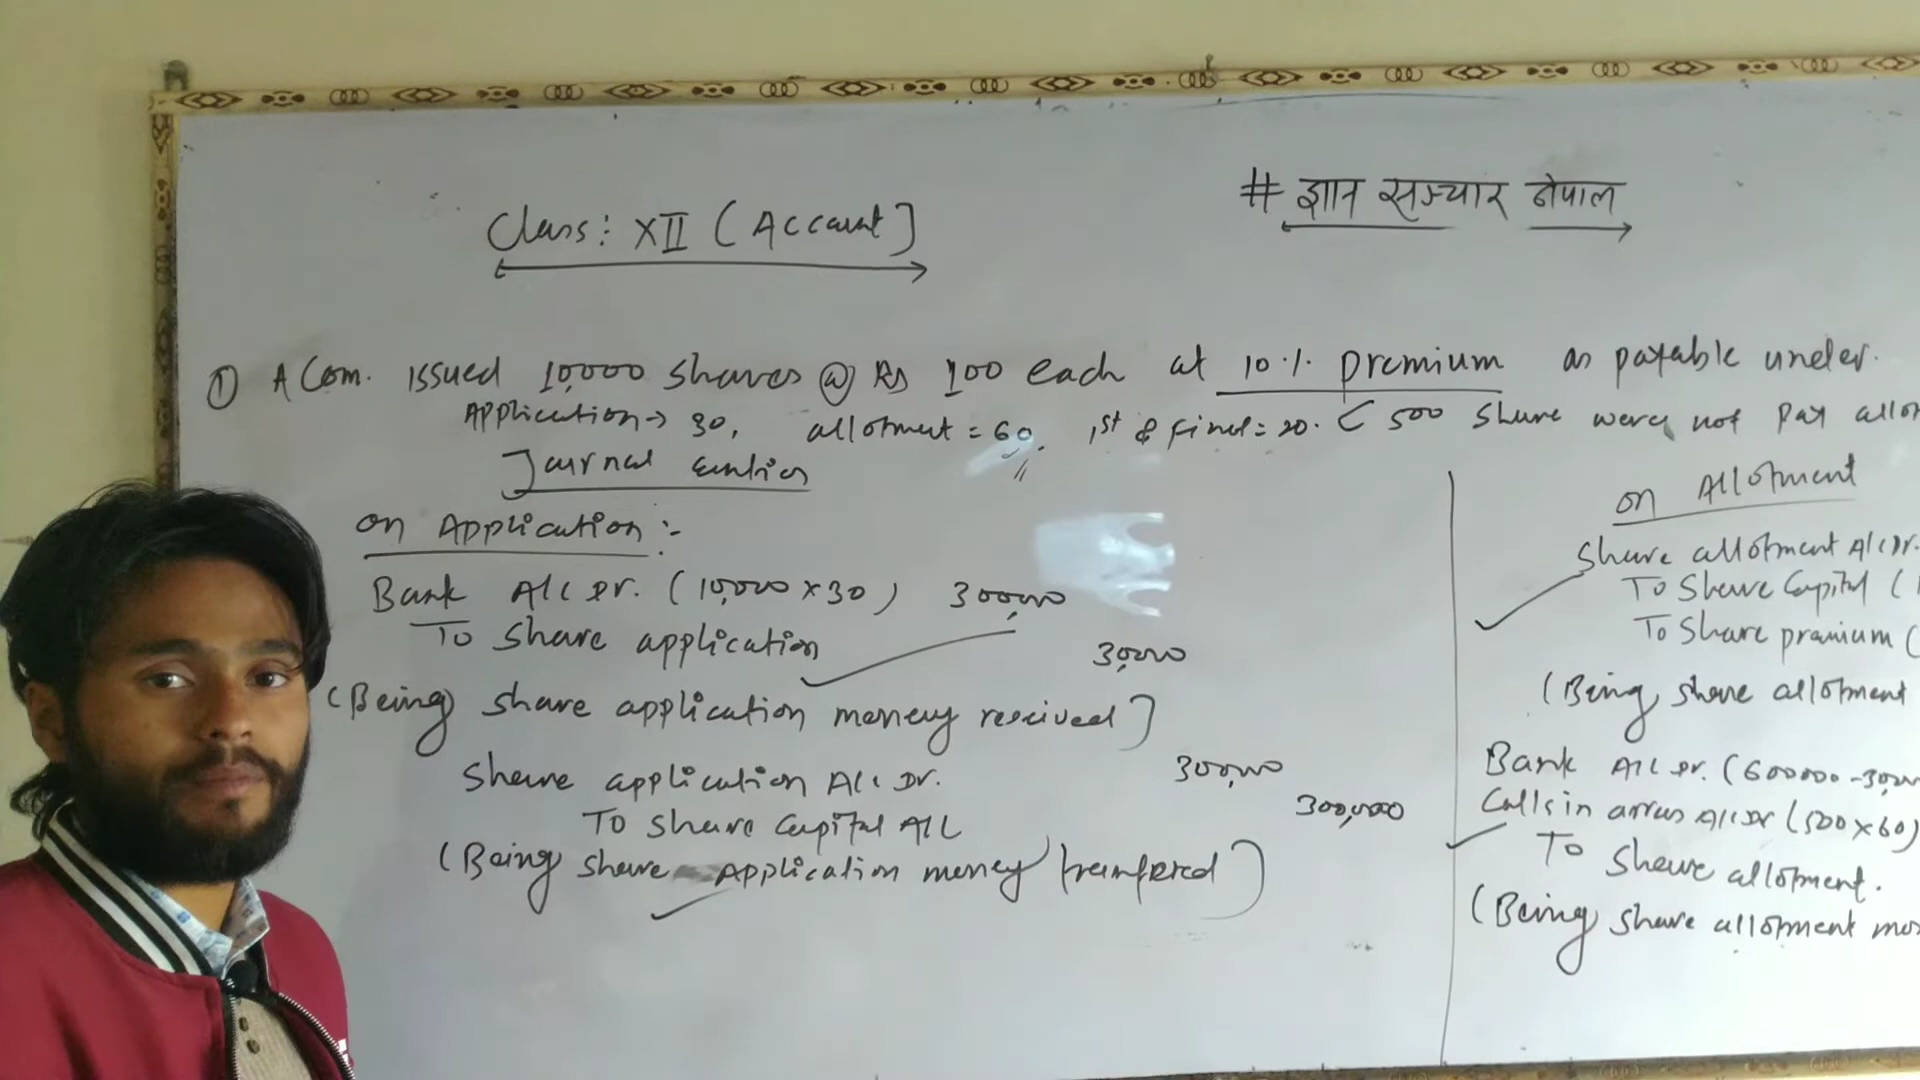 Class: XII (Account)
# ज्ञान सञ्चार नेपाल
① A Com. issued 10,000 shares @ Rs 100 each at 10% premium as payable under.
Application → 30, allotment = 60, 1st & final = 20. ( 500 share were not pay allo
Journal entries
on Application :-
Bank A/c Dr. (10,000 x 30) 300,000
To share application 30,000
(Being share application money received)
Share application A/c Dr. 300,000
To share capital A/c 300,000
(Being share Application money transfered)
on Allotment
Share allotment A/c Dr.
To Share Capital (
To Share premium (
(Being share allotment
Bank A/c Dr. (600000 - 30,000
Calls in arrears A/c Dr (500 x 60)
To Share allotment.
(Being share allotment mo